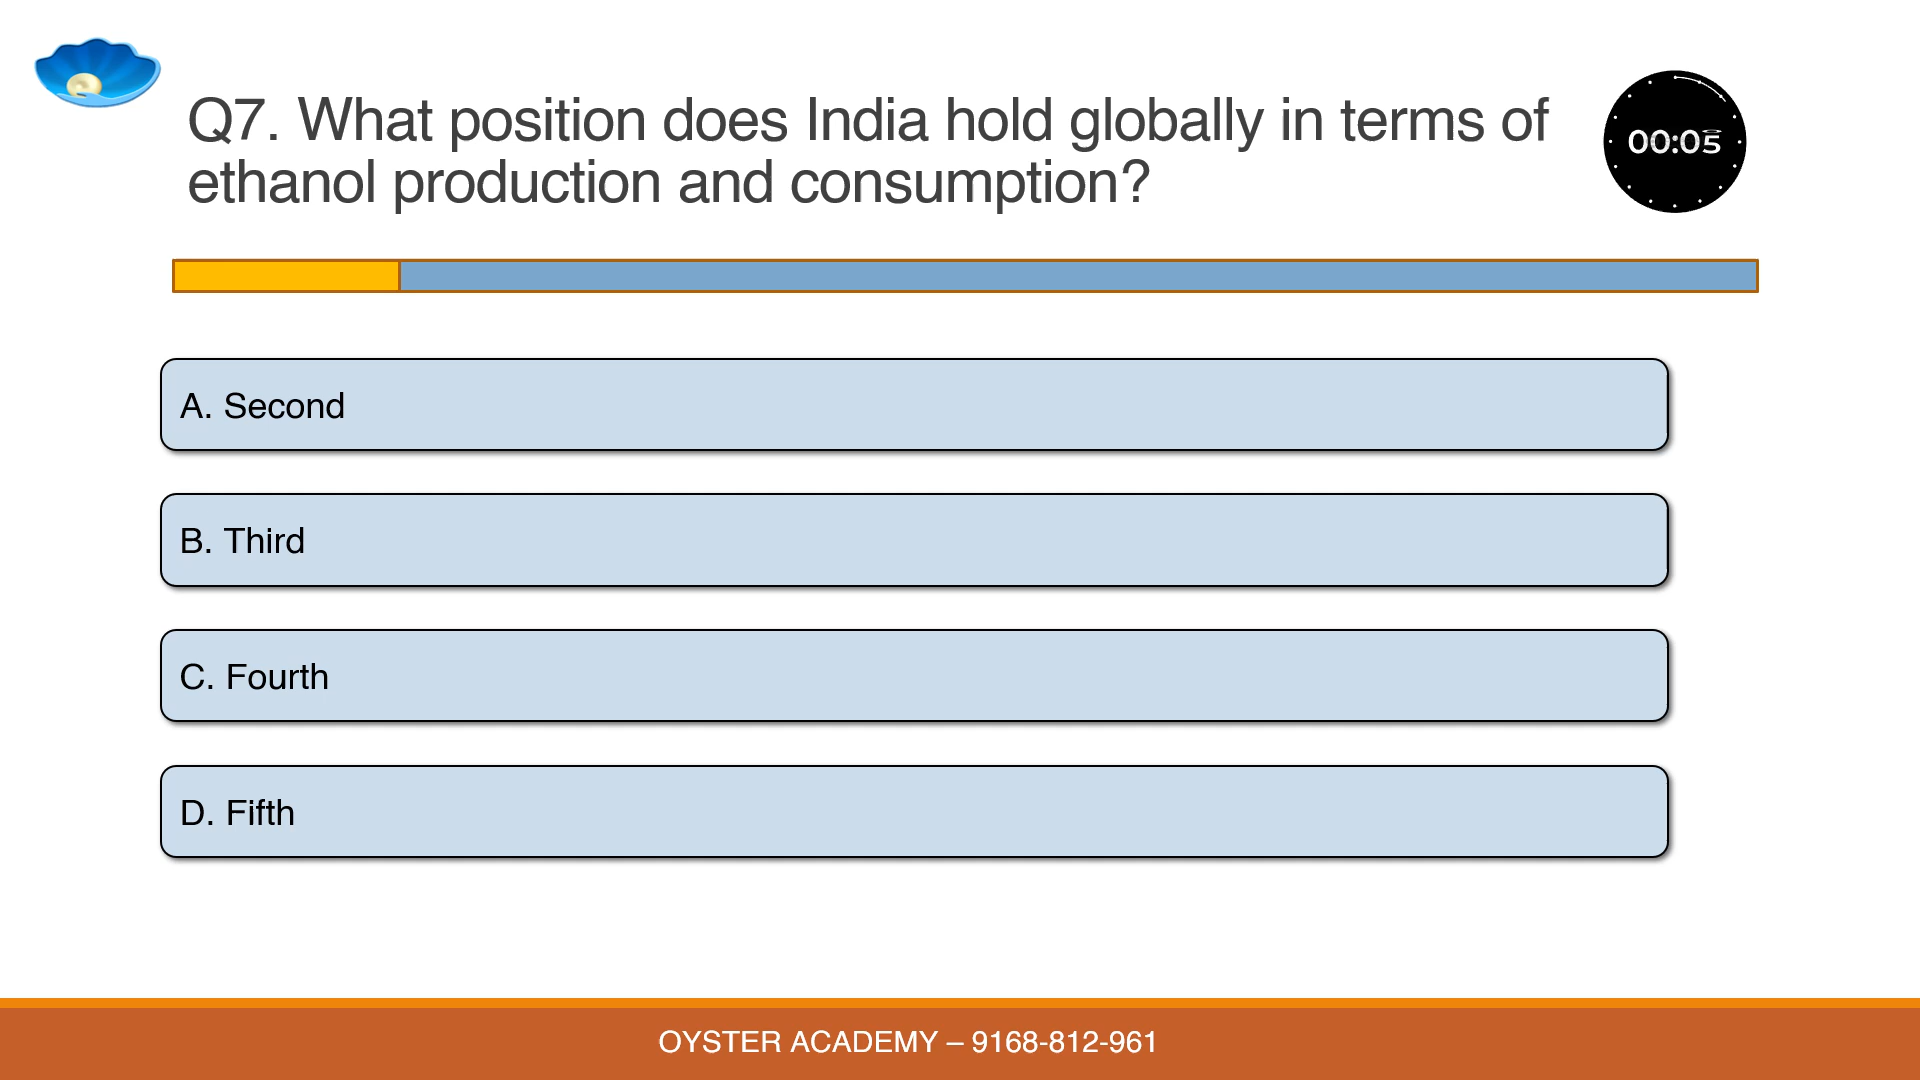 Q7. What position does India hold globally in terms of
ethanol production and consumption?
00:05
A. Second
B. Third
C. Fourth
D. Fifth
OYSTER ACADEMY – 9168-812-961